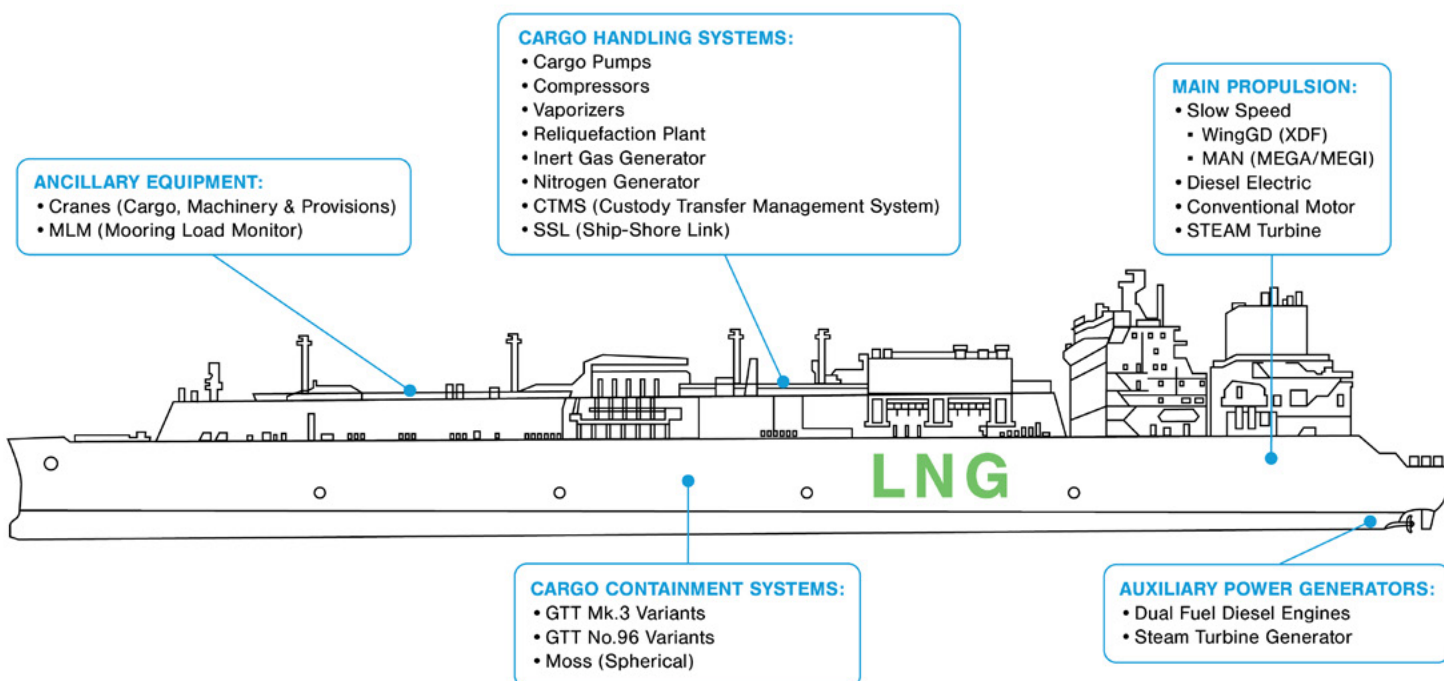 CARGO HANDLING SYSTEMS:
• Cargo Pumps
• Compressors
• Vaporizers
• Reliquefaction Plant
• Inert Gas Generator
• Nitrogen Generator
• CTMS (Custody Transfer Management System)
• SSL (Ship-Shore Link)
MAIN PROPULSION:
• Slow Speed
▪ WingGD (XDF)
▪ MAN (MEGA/MEGI)
• Diesel Electric
• Conventional Motor
• STEAM Turbine
ANCILLARY EQUIPMENT:
• Cranes (Cargo, Machinery & Provisions)
• MLM (Mooring Load Monitor)
LNG
CARGO CONTAINMENT SYSTEMS:
• GTT Mk.3 Variants
• GTT No.96 Variants
• Moss (Spherical)
AUXILIARY POWER GENERATORS:
• Dual Fuel Diesel Engines
• Steam Turbine Generator